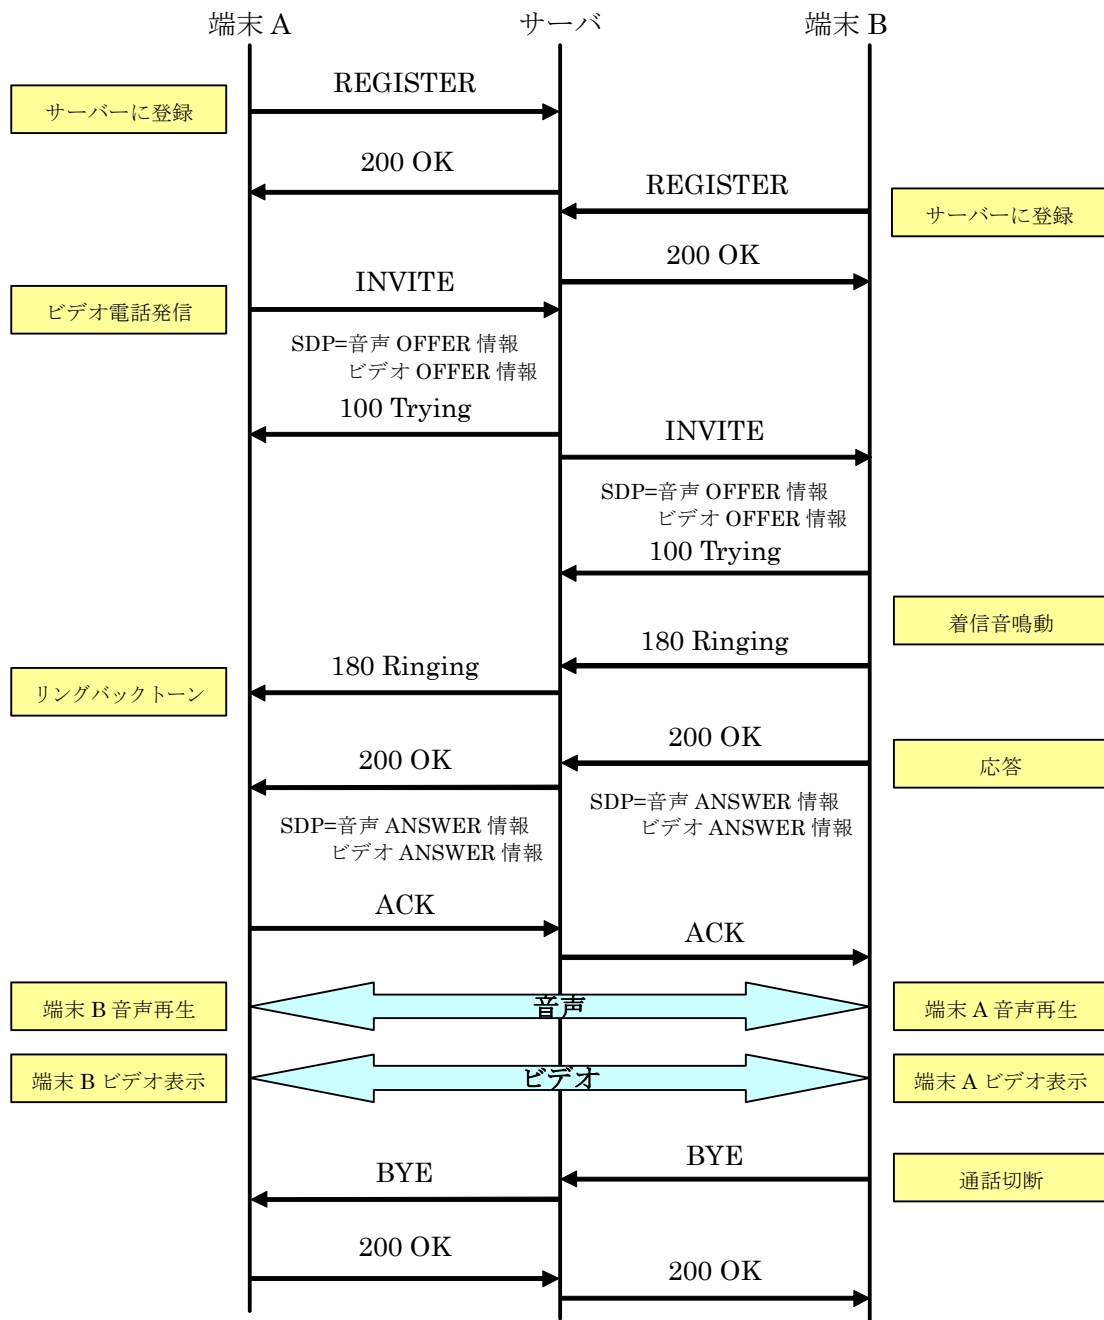 端末 A
サーバ
端末 B
REGISTER
サーバーに登録
200 OK
REGISTER
サーバーに登録
200 OK
INVITE
ビデオ電話発信
SDP=音声 OFFER 情報
ビデオ OFFER 情報
100 Trying
INVITE
SDP=音声 OFFER 情報
ビデオ OFFER 情報
100 Trying
着信音鳴動
180 Ringing
180 Ringing
リングバックトーン
200 OK
応答
200 OK
SDP=音声 ANSWER 情報
ビデオ ANSWER 情報
SDP=音声 ANSWER 情報
ビデオ ANSWER 情報
ACK
ACK
端末 B 音声再生
音声
端末 A 音声再生
端末 B ビデオ表示
ビデオ
端末 A ビデオ表示
BYE
通話切断
BYE
200 OK
200 OK